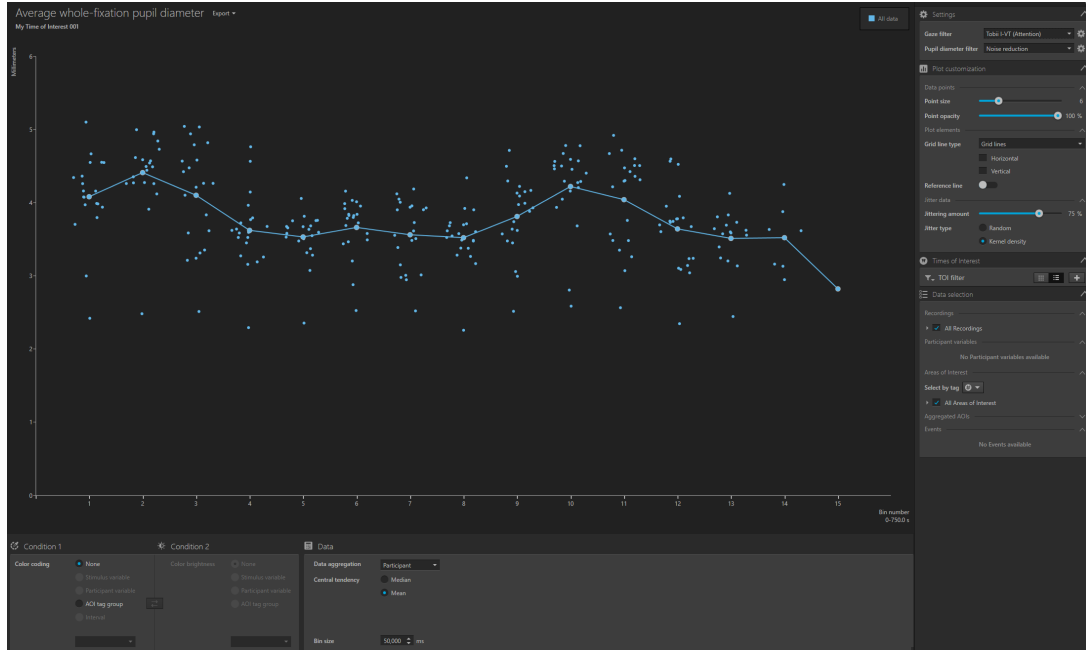 Average whole-fixation pupil diameter Export
My Time of Interest 001
All data
Millimeters
6
5
4
3
2
1
0
1 2 3 4 5 6 7 8 9 10 11 12 13 14 15
Bin number
0-750.0 s
Settings
Gaze filter Tobii I-VT (Attention)
Pupil diameter filter Noise reduction
Plot customization
Data points
Point size 6
Point opacity 100 %
Plot elements
Grid line type Grid lines
Horizontal
Vertical
Reference line
Jitter data
Jittering amount 75 %
Jitter type Random
Kernel density
Times of Interest
TOI filter
Data selection
Recordings
All Recordings
Participant variables
No Participant variables available
Areas of Interest
Select by tag
All Areas of Interest
Aggregated AOIs
Events
No Events available
Condition 1
Color coding None
Stimulus variable
Participant variable
AOI tag group
Interval
Condition 2
Color brightness None
Stimulus variable
Participant variable
AOI tag group
Data
Data aggregation Participant
Central tendency Median
Mean
Bin size 50,000 ms